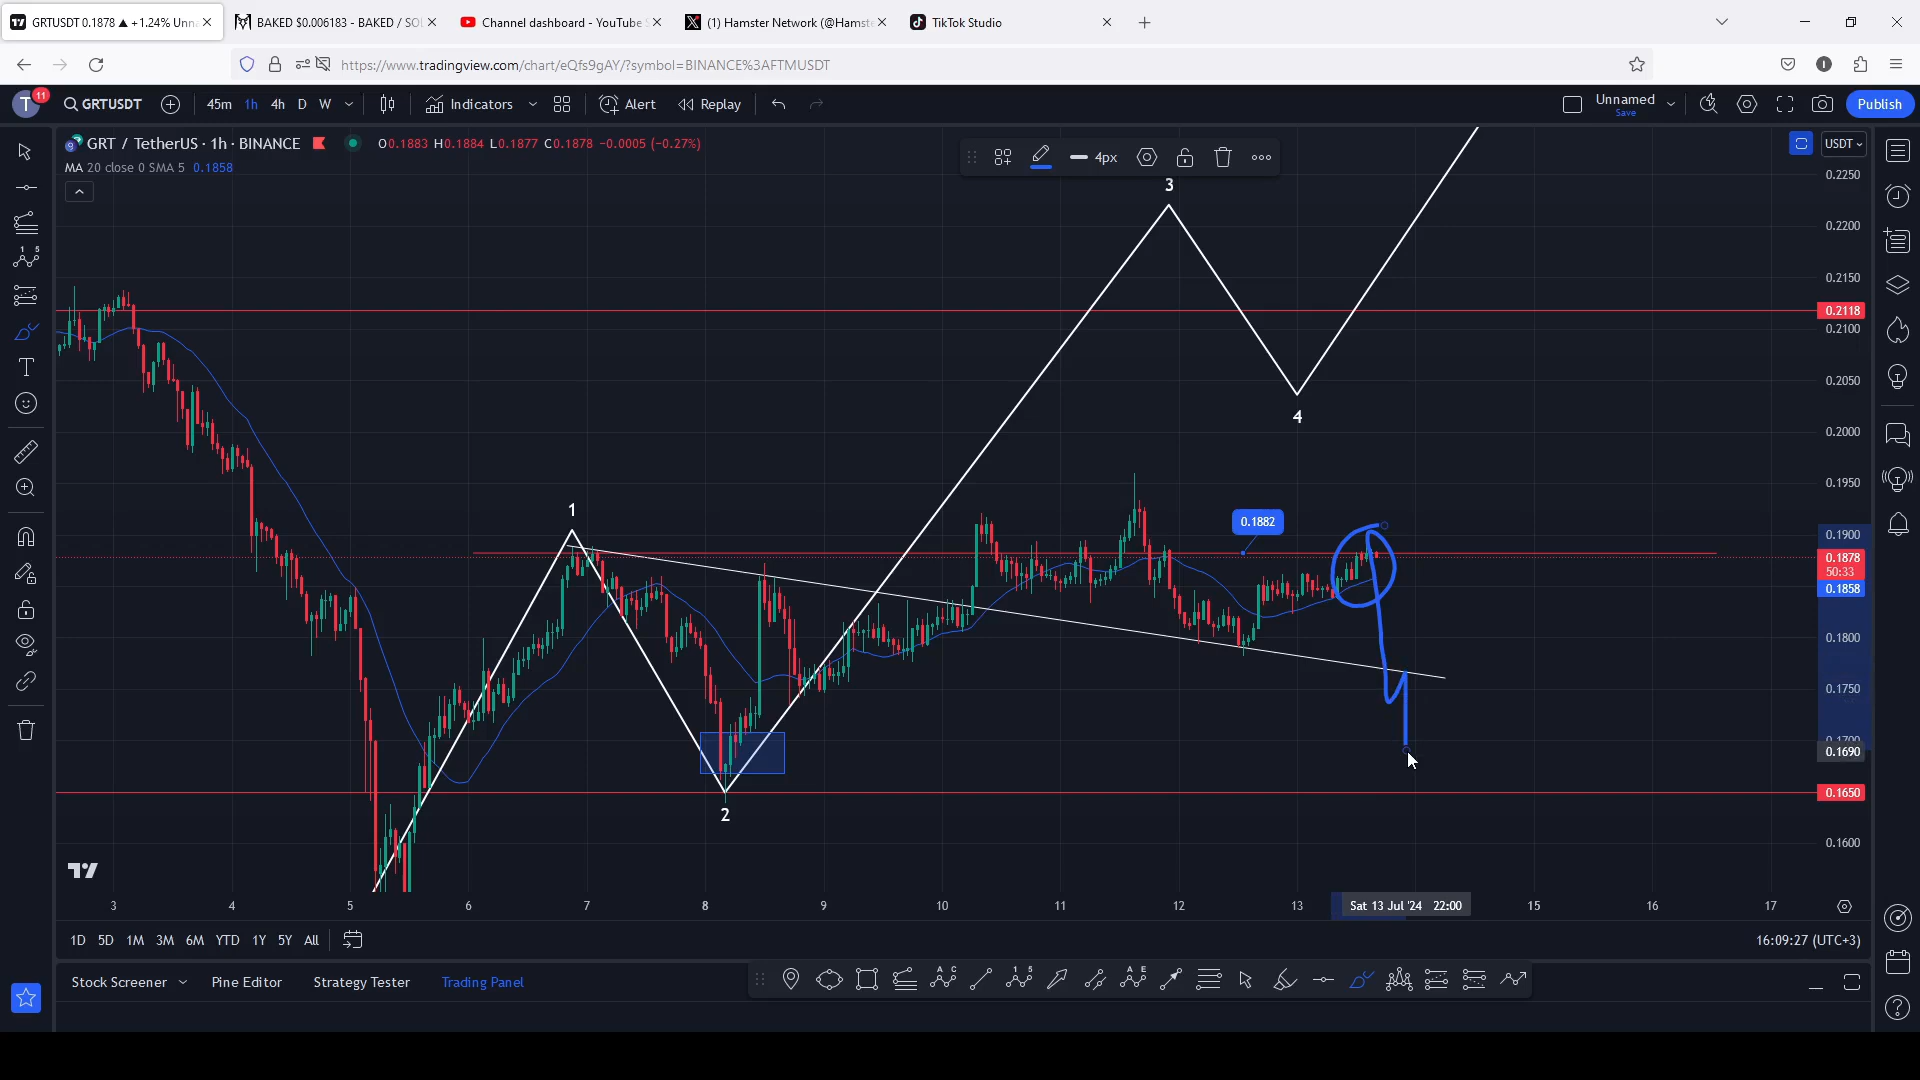 GRTUSDT 0.1878 ▲ +1.24% Unna
BAKED $0.006183 - BAKED / SO
Channel dashboard - YouTube S
(1) Hamster Network (@Hamste
TikTok Studio
https://www.tradingview.com/chart/eQfs9gAY/?symbol=BINANCE%3AFTMUSDT
T 11 GRTUSDT 45m 1h 4h D W Indicators Alert Replay Unnamed Save Publish
GRT / TetherUS · 1h · BINANCE O0.1883 H0.1884 L0.1877 C0.1878 -0.0005 (-0.27%)
MA 20 close 0 SMA 5 0.1858
4px
USDT
3
0.2250
0.2200
0.2150
0.2118
0.2100
0.2050
4
0.2000
0.1950
1
0.1882
0.1900
0.1878
50:33
0.1858
0.1800
0.1750
0.1700
0.1690
0.1650
2
0.1600
3 4 5 6 7 8 9 10 11 12 13 Sat 13 Jul '24 22:00 15 16 17
1D 5D 1M 3M 6M YTD 1Y 5Y All
16:09:27 (UTC+3)
Stock Screener Pine Editor Strategy Tester Trading Panel